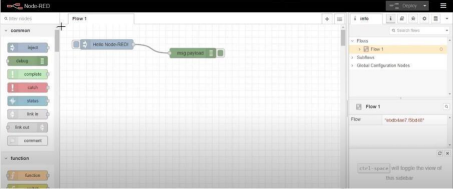 Node-RED
Deploy
filter nodes
Flow 1
info
common
inject
debug
complete
catch
status
link in
link out
comment
function
function
Hello Node-RED!
msg.payload
Search flows
Flows
Flow 1
Subflows
Global Configuration Nodes
Flow 1
Flow
ctrl-space will toggle the view of
this sidebar